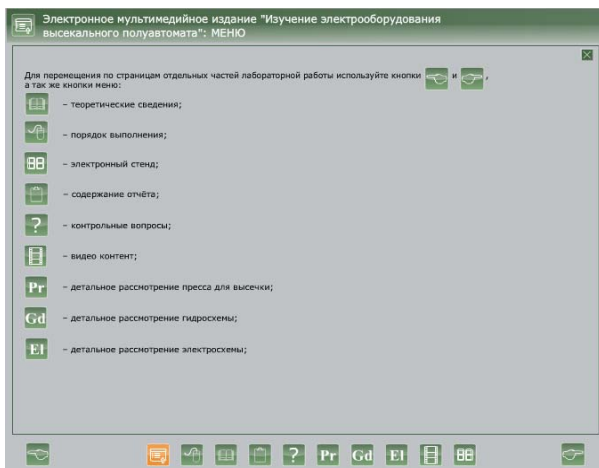 Электронное мультимедийное издание "Изучение электрооборудования
высекального полуавтомата": МЕНЮ
Для перемещения по страницам отдельных частей лабораторной работы используйте кнопки и ,
а так же кнопки меню:
– теоретические сведения;
– порядок выполнения;
– электронный стенд;
– содержание отчёта;
? – контрольные вопросы;
– видео контент;
Pr – детальное рассмотрение пресса для высечки;
Gd – детальное рассмотрение гидросхемы;
El – детальное рассмотрение электросхемы;
? Pr Gd El